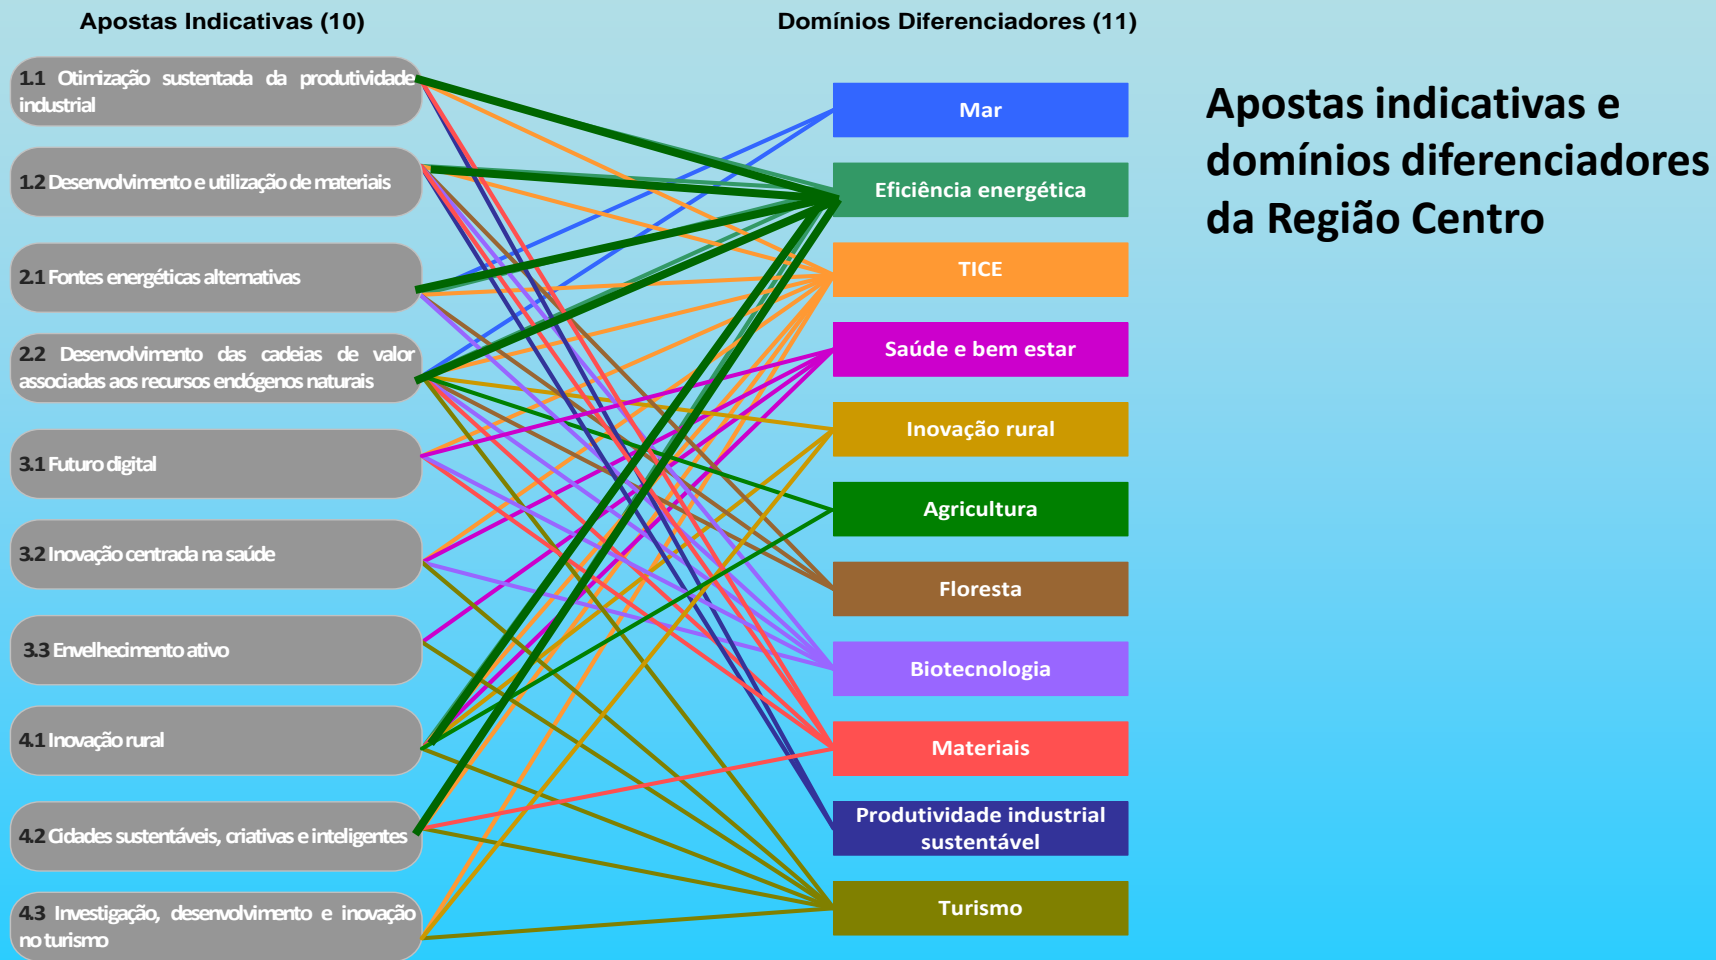 Apostas Indicativas (10)
1.1 Otimização sustentada da produtividade
industrial
1.2 Desenvolvimento e utilização de materiais
2.1 Fontes energéticas alternativas
2.2 Desenvolvimento das cadeias de valor
associadas aos recursos endógenos naturais
3.1 Futuro digital
3.2 Inovação centrada na saúde
3.3 Envelhecimento ativo
4.1 Inovação rural
4.2 Cidades sustentáveis, criativas e inteligentes
4.3 Investigação, desenvolvimento e inovação
no turismo
Domínios Diferenciadores (11)
Mar
Eficiência energética
TICE
Saúde e bem estar
Inovação rural
Agricultura
Floresta
Biotecnologia
Materiais
Produtividade industrial
sustentável
Turismo
Apostas indicativas e
domínios diferenciadores
da Região Centro